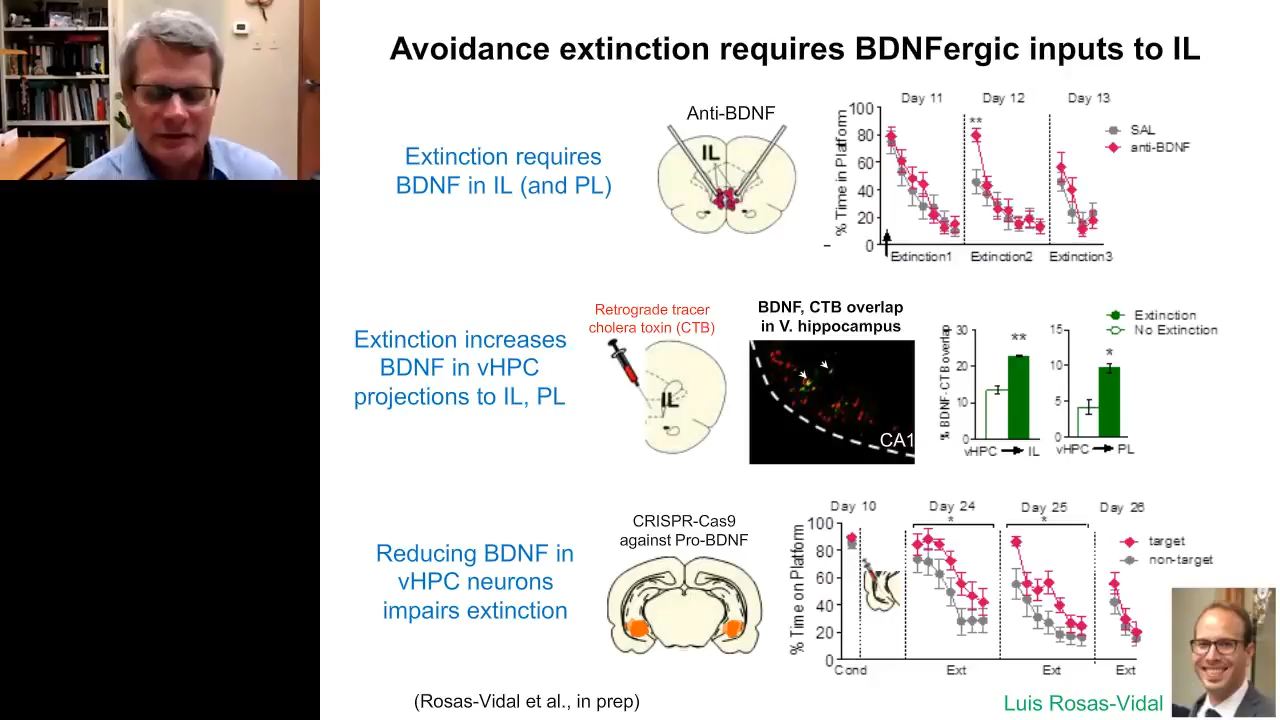 Avoidance extinction requires BDNFergic inputs to IL
Extinction requires
BDNF in IL (and PL)
Anti-BDNF
IL
Day 11
Day 12
Day 13
% Time in Platform
100
80
60
40
20
0
**
SAL
anti-BDNF
Extinction1
Extinction2
Extinction3
Extinction increases
BDNF in vHPC
projections to IL, PL
Retrograde tracer
cholera toxin (CTB)
IL
BDNF, CTB overlap
in V. hippocampus
CA1
% BDNF- CTB overlap
30
20
10
0
**
vHPC
IL
15
10
5
0
*
vHPC
PL
Extinction
No Extinction
Reducing BDNF in
vHPC neurons
impairs extinction
CRISPR-Cas9
against Pro-BDNF
Day 10
Day 24
Day 25
Day 26
*
*
% Time on Platform
100
80
60
40
20
0
Cond
Ext
Ext
Ext
target
non-target
(Rosas-Vidal et al., in prep)
Luis Rosas-Vidal